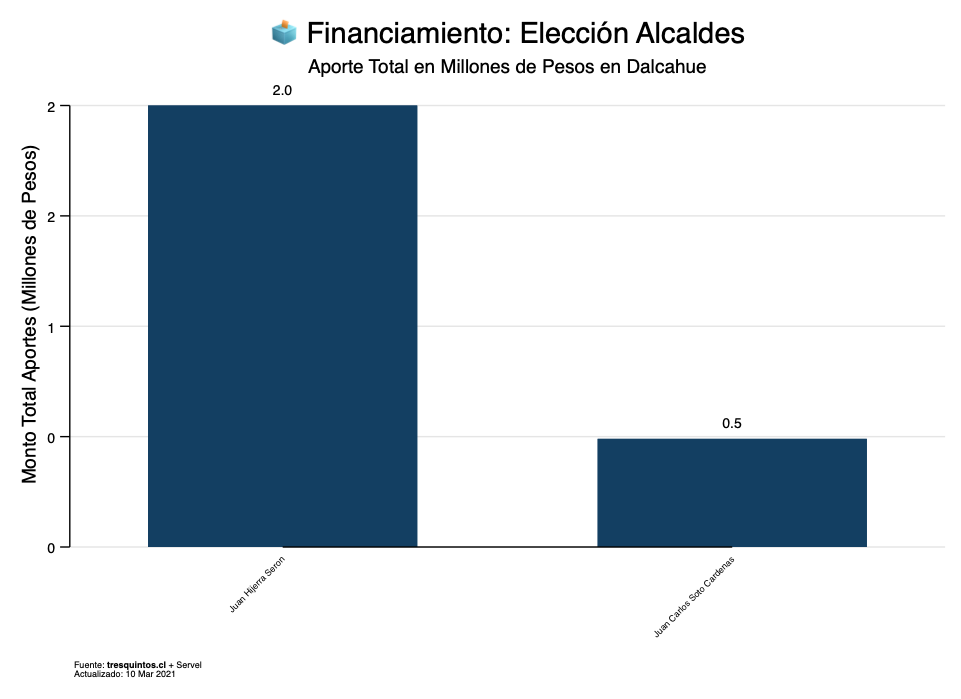 Financiamiento: Elección Alcaldes
Aporte Total en Millones de Pesos en Dalcahue
Monto Total Aportes (Millones de Pesos)
2
2
1
0
0
2.0
0.5
Juan Hijerra Seron
Juan Carlos Soto Cardenas
Fuente: tresquintos.cl + Servel
Actualizado: 10 Mar 2021